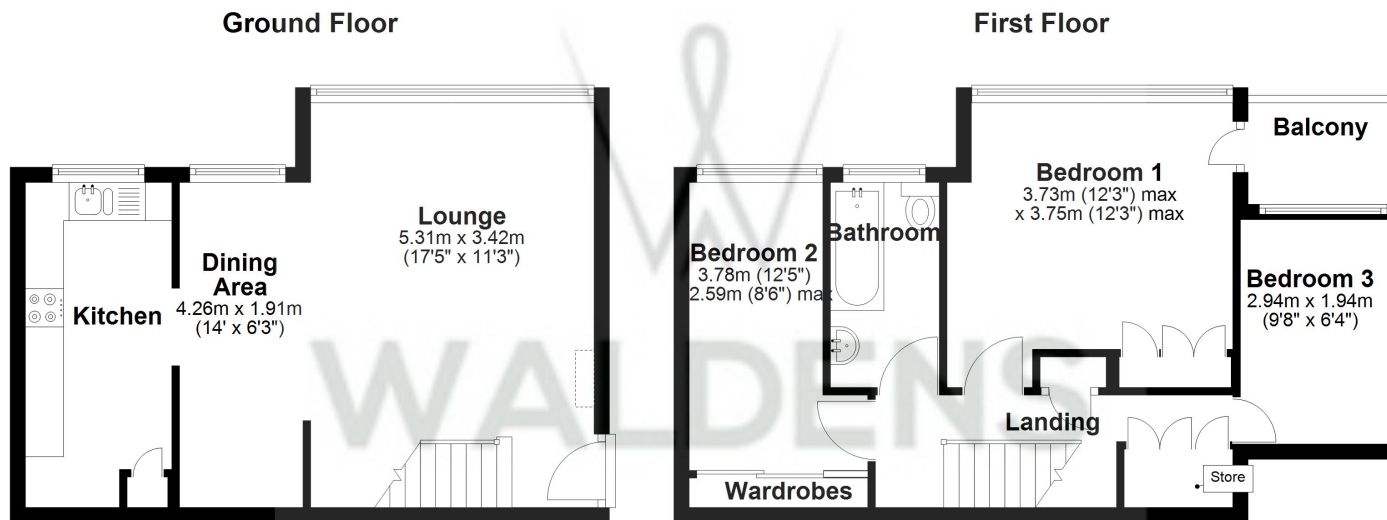 Ground Floor
First Floor
Kitchen
Dining
Area
4.26m x 1.91m
(14' x 6'3")
Lounge
5.31m x 3.42m
(17'5" x 11'3")
Bedroom 2
3.78m (12'5")
2.59m (8'6") max
Bathroom
Bedroom 1
3.73m (12'3") max
x 3.75m (12'3") max
Balcony
Bedroom 3
2.94m x 1.94m
(9'8" x 6'4")
Landing
Wardrobes
Store
WALDENS